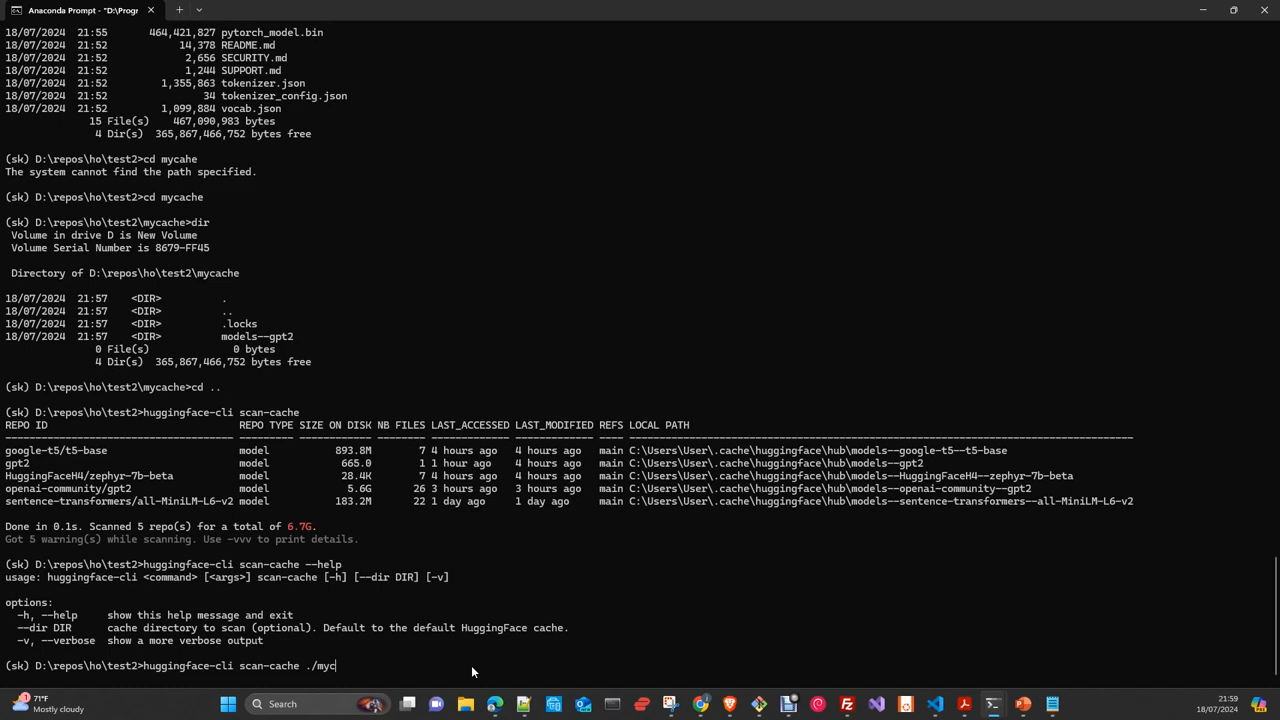 Anaconda Prompt - "D:\Progr
18/07/2024  21:55       464,421,827 pytorch_model.bin
18/07/2024  21:52            14,378 README.md
18/07/2024  21:52             2,656 SECURITY.md
18/07/2024  21:52             1,244 SUPPORT.md
18/07/2024  21:52         1,355,863 tokenizer.json
18/07/2024  21:52                34 tokenizer_config.json
18/07/2024  21:52         1,099,884 vocab.json
15 File(s)    467,090,983 bytes
4 Dir(s)  365,867,466,752 bytes free
(sk) D:\repos\ho\test2>cd mycahe
The system cannot find the path specified.
(sk) D:\repos\ho\test2>cd mycache
(sk) D:\repos\ho\test2\mycache>dir
Volume in drive D is New Volume
Volume Serial Number is 8679-FF45
Directory of D:\repos\ho\test2\mycache
18/07/2024  21:57    <DIR>          .
18/07/2024  21:57    <DIR>          ..
18/07/2024  21:57    <DIR>          .locks
18/07/2024  21:57    <DIR>          models--gpt2
0 File(s)              0 bytes
4 Dir(s)  365,867,466,752 bytes free
(sk) D:\repos\ho\test2\mycache>cd ..
(sk) D:\repos\ho\test2>huggingface-cli scan-cache
REPO ID REPO TYPE SIZE ON DISK NB FILES LAST_ACCESSED LAST_MODIFIED REFS LOCAL PATH
google-t5/t5-base model 893.8M 7 4 hours ago 4 hours ago main C:\Users\User\.cache\huggingface\hub\models--google-t5--t5-base
gpt2 model 665.0 1 1 hour ago 4 hours ago main C:\Users\User\.cache\huggingface\hub\models--gpt2
HuggingFaceH4/zephyr-7b-beta model 28.4K 7 4 hours ago 4 hours ago main C:\Users\User\.cache\huggingface\hub\models--HuggingFaceH4--zephyr-7b-beta
openai-community/gpt2 model 5.6G 26 3 hours ago 3 hours ago main C:\Users\User\.cache\huggingface\hub\models--openai-community--gpt2
sentence-transformers/all-MiniLM-L6-v2 model 183.2M 22 1 day ago 1 day ago main C:\Users\User\.cache\huggingface\hub\models--sentence-transformers--all-MiniLM-L6-v2
Done in 0.1s. Scanned 5 repo(s) for a total of 6.7G.
Got 5 warning(s) while scanning. Use -vvv to print details.
(sk) D:\repos\ho\test2>huggingface-cli scan-cache --help
usage: huggingface-cli <command> [<args>] scan-cache [-h] [--dir DIR] [-v]
options:
-h, --help     show this help message and exit
--dir DIR      cache directory to scan (optional). Default to the default HuggingFace cache.
-v, --verbose  show a more verbose output
(sk) D:\repos\ho\test2>huggingface-cli scan-cache ./myc
71°F
Mostly cloudy
Search
21:59
18/07/2024